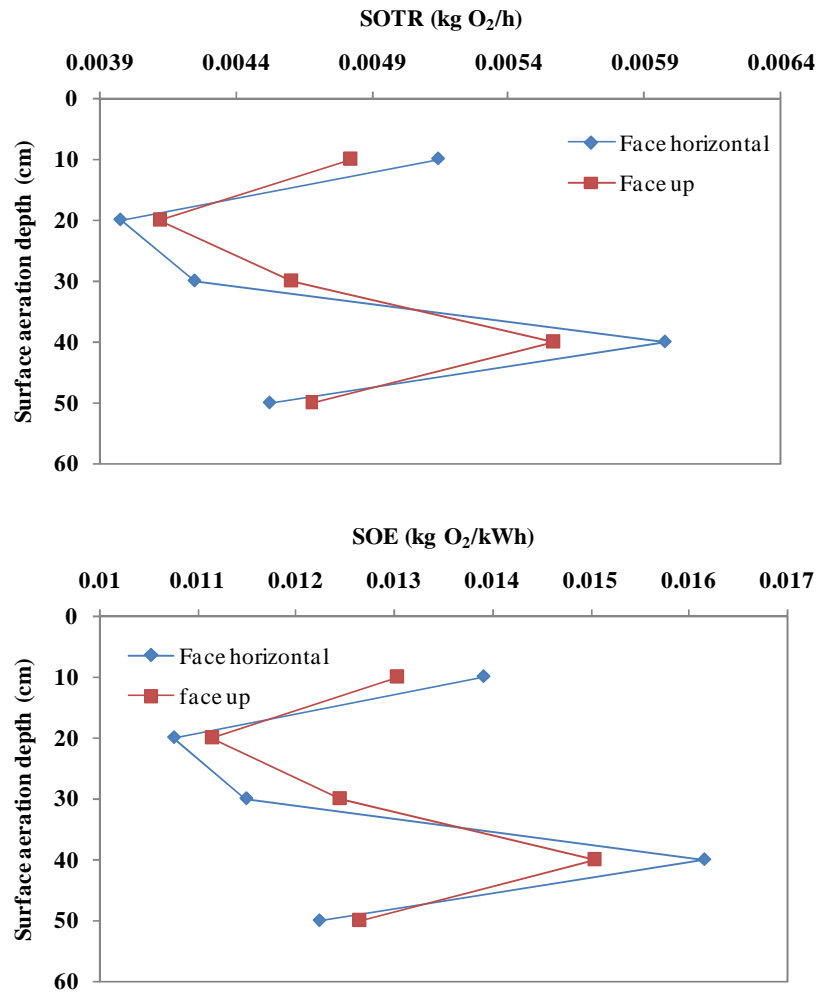 SOTR (kg O₂/h)
0.0039 0.0044 0.0049 0.0054 0.0059 0.0064
0
10
20
30
40
50
60
Surface aeration depth (cm)
Face horizontal
Face up
SOE (kg O₂/kWh)
0.01 0.011 0.012 0.013 0.014 0.015 0.016 0.017
0
10
20
30
40
50
60
Surface aeration depth (cm)
Face horizontal
face up